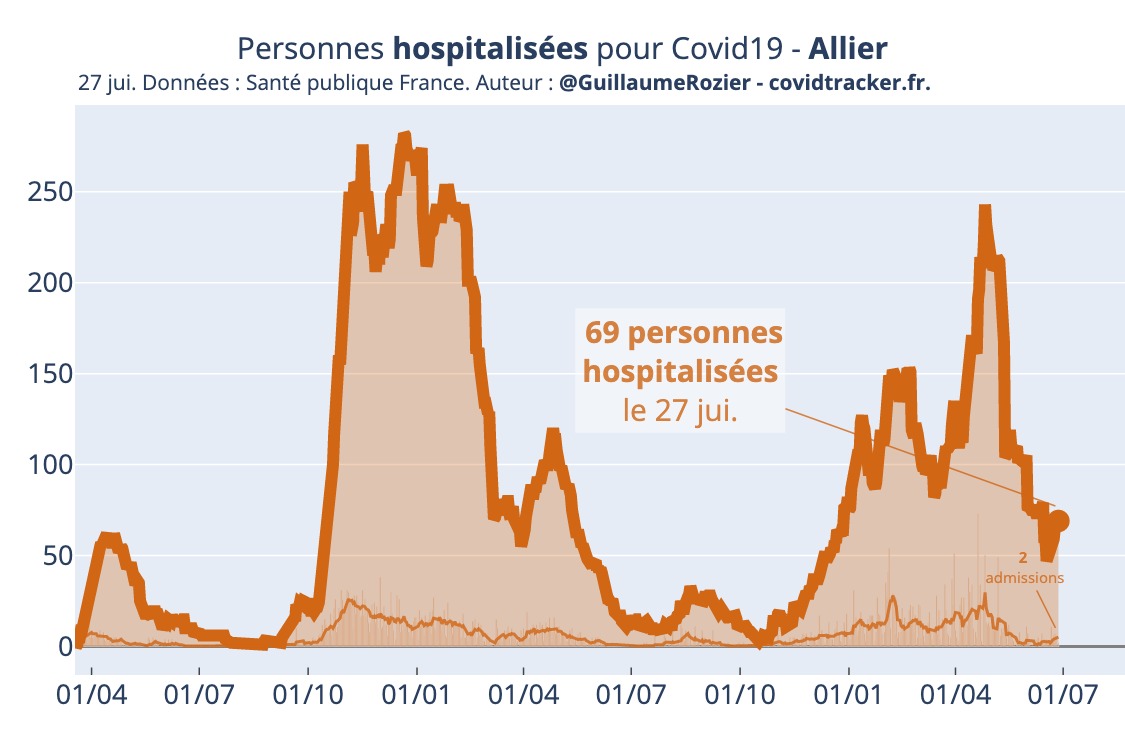 Personnes hospitalisées pour Covid19 - Allier
27 jui. Données : Santé publique France. Auteur : @GuillaumeRozier - covidtracker.fr.
250
200
150
100
50
0
69 personnes
hospitalisées
le 27 jui.
2
admissions
01/04 01/07 01/10 01/01 01/04 01/07 01/10 01/01 01/04 01/07